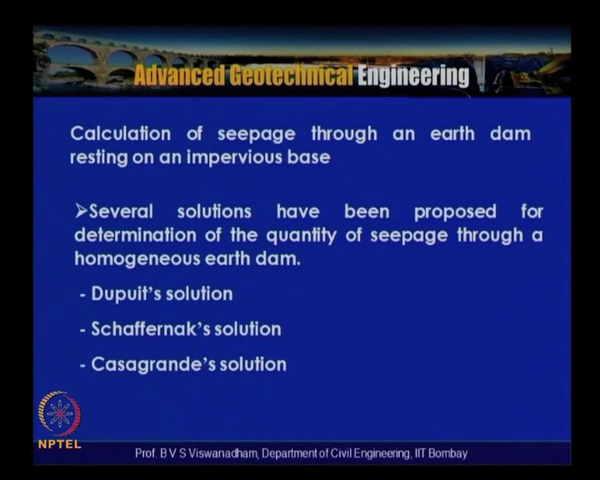 Advanced Geotechnical Engineering
Calculation of seepage through an earth dam
resting on an impervious base
➢Several solutions have been proposed for
determination of the quantity of seepage through a
homogeneous earth dam.
- Dupuit's solution
- Schaffernak's solution
- Casagrande's solution
NPTEL
Prof. B V S Viswanadham, Department of Civil Engineering, IIT Bombay